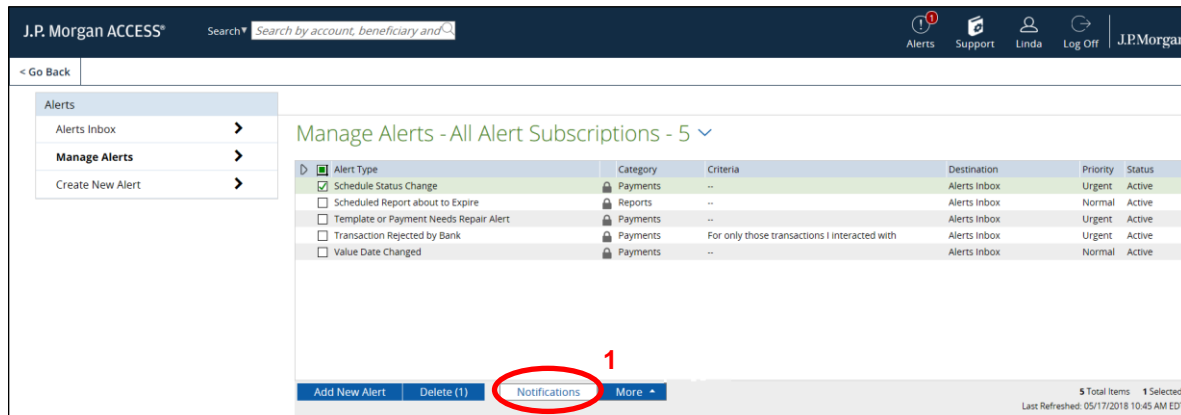 J.P. Morgan ACCESS®
Search▼ Search by account, beneficiary and
1
Alerts
Support
Linda
Log Off
J.P.Morgan
< Go Back
Alerts
Alerts Inbox
Manage Alerts
Create New Alert
Manage Alerts - All Alert Subscriptions - 5
Alert Type Category Criteria Destination Priority Status
Schedule Status Change Payments -- Alerts Inbox Urgent Active
Scheduled Report about to Expire Reports -- Alerts Inbox Normal Active
Template or Payment Needs Repair Alert Payments -- Alerts Inbox Urgent Active
Transaction Rejected by Bank Payments For only those transactions I interacted with Alerts Inbox Urgent Active
Value Date Changed Payments -- Alerts Inbox Normal Active
1
Add New Alert Delete (1) Notifications More
5 Total Items 1 Selected
Last Refreshed: 05/17/2018 10:45 AM EDT